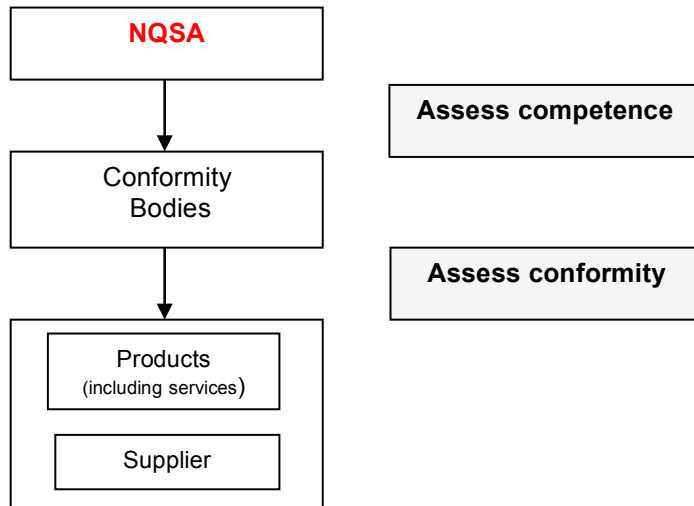 NQSA
Assess competence
Conformity
Bodies
Assess conformity
Products
(including services)
Supplier